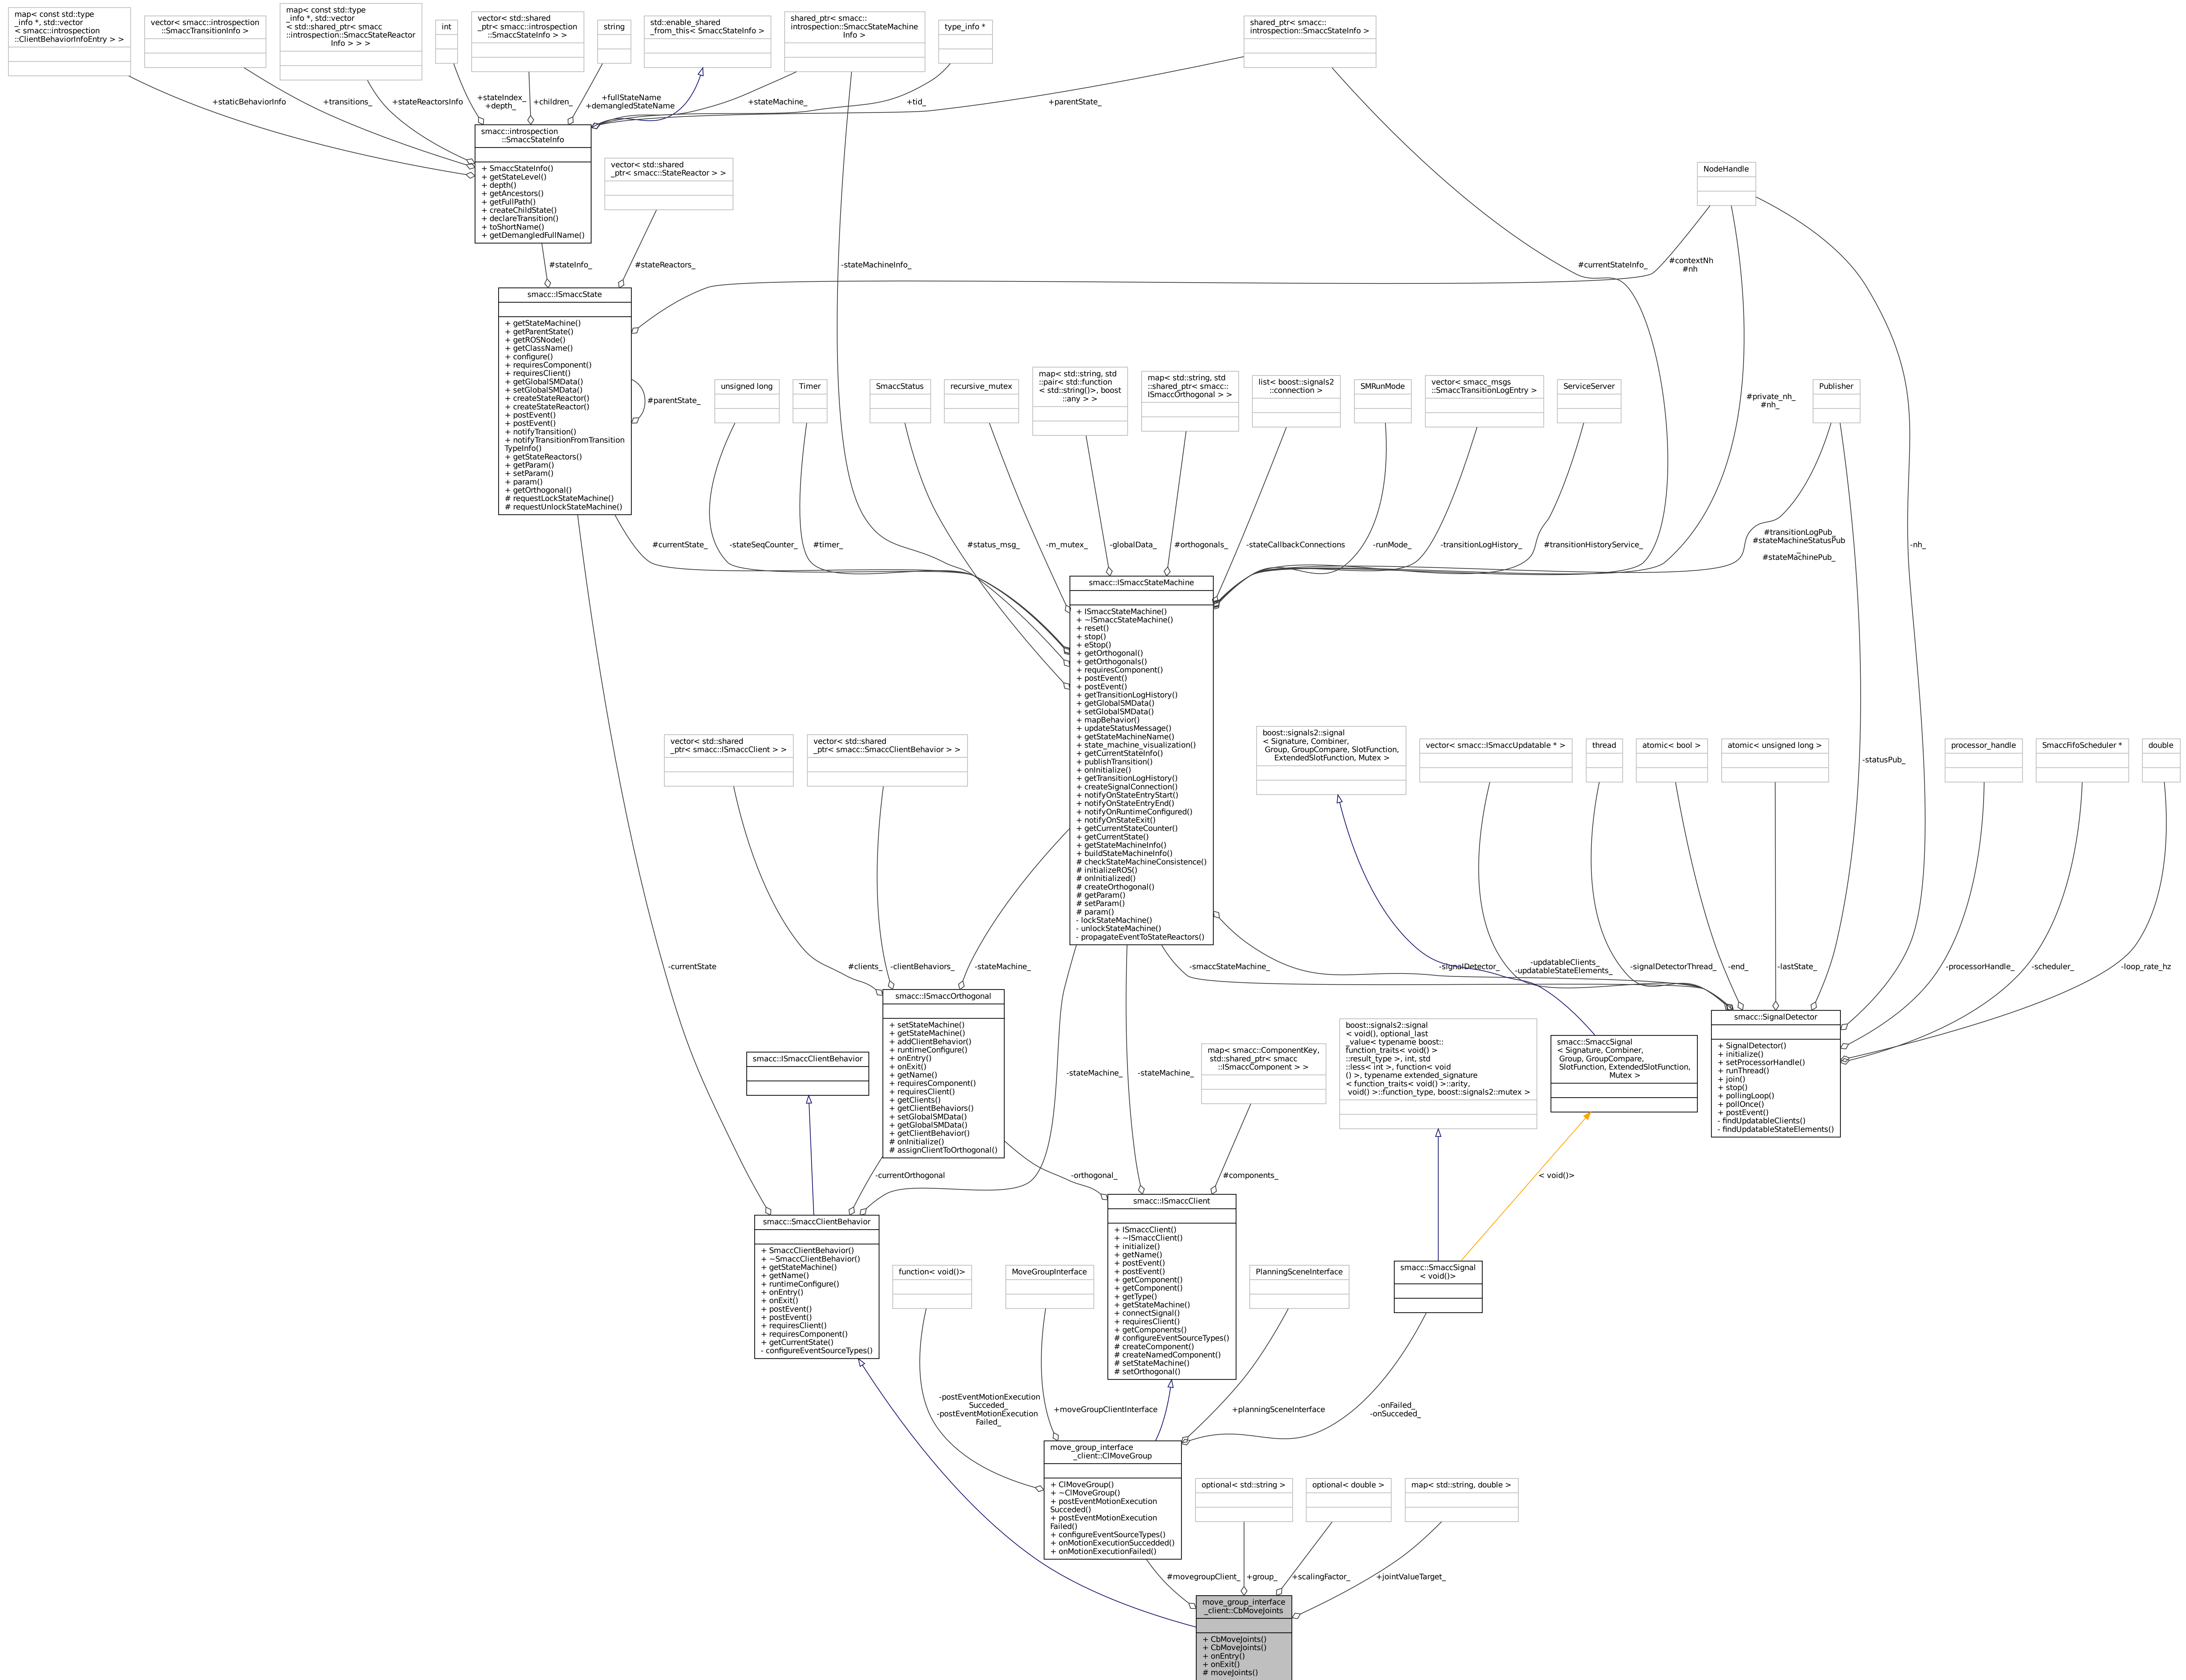 map< const std::type
_info *, std::vector
< smacc::introspection
::ClientBehaviorInfoEntry > >
vector< smacc::introspection
::SmaccTransitionInfo >
map< const std::type
_info *, std::vector
< std::shared_ptr< smacc
::introspection::SmaccStateReactor
Info > > >
int
vector< std::shared
_ptr< smacc::introspection
::SmaccStateInfo > >
string
std::enable_shared
_from_this< SmaccStateInfo >
shared_ptr< smacc::
introspection::SmaccStateMachine
Info >
type_info *
shared_ptr< smacc::
introspection::SmaccStateInfo >
+staticBehaviorInfo
+transitions_
+stateReactorsInfo
+stateIndex_
+depth_
+children_
+fullStateName
+demangledStateName
+stateMachine_
+tid_
+parentState_
smacc::introspection
::SmaccStateInfo
+ SmaccStateInfo()
+ getStateLevel()
+ depth()
+ getAncestors()
+ getFullPath()
+ createChildState()
+ declareTransition()
+ toShortName()
+ getDemangledFullName()
vector< std::shared
_ptr< smacc::StateReactor > >
NodeHandle
#stateInfo_
#stateReactors_
-stateMachineInfo_
#currentStateInfo_
#contextNh
#nh
smacc::ISmaccState
+ getStateMachine()
+ getParentState()
+ getROSNode()
+ getClassName()
+ configure()
+ requiresComponent()
+ requiresClient()
+ getGlobalSMData()
+ setGlobalSMData()
+ createStateReactor()
+ createStateReactor()
+ postEvent()
+ postEvent()
+ notifyTransition()
+ notifyTransitionFromTransition
TypeInfo()
+ getStateReactors()
+ getParam()
+ setParam()
+ param()
+ getOrthogonal()
# requestLockStateMachine()
# requestUnlockStateMachine()
#parentState_
unsigned long
Timer
SmaccStatus
recursive_mutex
map< std::string, std
::pair< std::function
< std::string()>, boost
::any > >
map< std::string, std
::shared_ptr< smacc::
ISmaccOrthogonal > >
list< boost::signals2
::connection >
SMRunMode
vector< smacc_msgs
::SmaccTransitionLogEntry >
ServiceServer
#private_nh_
#nh_
Publisher
#currentState_
-stateSeqCounter_
#timer_
#status_msg_
-m_mutex_
-globalData_
#orthogonals_
-stateCallbackConnections
-runMode_
-transitionLogHistory_
#transitionHistoryService_
#transitionLogPub_
#stateMachineStatusPub
_
#stateMachinePub_
-nh_
smacc::ISmaccStateMachine
+ ISmaccStateMachine()
+ ~ISmaccStateMachine()
+ reset()
+ stop()
+ eStop()
+ getOrthogonal()
+ getOrthogonals()
+ requiresComponent()
+ postEvent()
+ postEvent()
+ getTransitionLogHistory()
+ getGlobalSMData()
+ setGlobalSMData()
+ mapBehavior()
+ updateStatusMessage()
+ getStateMachineName()
+ state_machine_visualization()
+ getCurrentStateInfo()
+ publishTransition()
+ onInitialize()
+ getTransitionLogHistory()
+ createSignalConnection()
+ notifyOnStateEntryStart()
+ notifyOnStateEntryEnd()
+ notifyOnRuntimeConfigured()
+ notifyOnStateExit()
+ getCurrentStateCounter()
+ getCurrentState()
+ getStateMachineInfo()
+ buildStateMachineInfo()
# checkStateMachineConsistence()
# initializeROS()
# onInitialized()
# createOrthogonal()
# getParam()
# setParam()
# param()
- lockStateMachine()
- unlockStateMachine()
- propagateEventToStateReactors()
vector< std::shared
_ptr< smacc::ISmaccClient > >
vector< std::shared
_ptr< smacc::SmaccClientBehavior > >
boost::signals2::signal
< Signature, Combiner,
Group, GroupCompare, SlotFunction,
ExtendedSlotFunction, Mutex >
vector< smacc::ISmaccUpdatable * >
thread
atomic< bool >
atomic< unsigned long >
-statusPub_
processor_handle
SmaccFifoScheduler *
double
-currentState
#clients_
-clientBehaviors_
-stateMachine_
-smaccStateMachine_
-signalDetector_
-updatableClients_
-updatableStateElements_
-signalDetectorThread_
-end_
-lastState_
-processorHandle_
-scheduler_
-loop_rate_hz
smacc::ISmaccOrthogonal
+ setStateMachine()
+ getStateMachine()
+ addClientBehavior()
+ runtimeConfigure()
+ onEntry()
+ onExit()
+ getName()
+ requiresComponent()
+ requiresClient()
+ getClients()
+ getClientBehaviors()
+ setGlobalSMData()
+ getGlobalSMData()
+ getClientBehavior()
# onInitialize()
# assignClientToOrthogonal()
smacc::SignalDetector
+ SignalDetector()
+ initialize()
+ setProcessorHandle()
+ runThread()
+ join()
+ stop()
+ pollingLoop()
+ pollOnce()
+ postEvent()
- findUpdatableClients()
- findUpdatableStateElements()
boost::signals2::signal
< void(), optional_last
_value< typename boost::
function_traits< void() >
::result_type >, int, std
::less< int >, function< void
() >, typename extended_signature
< function_traits< void() >::arity,
void() >::function_type, boost::signals2::mutex >
smacc::SmaccSignal
< Signature, Combiner,
Group, GroupCompare,
SlotFunction, ExtendedSlotFunction,
Mutex >
smacc::ISmaccClientBehavior
map< smacc::ComponentKey,
std::shared_ptr< smacc
::ISmaccComponent > >
-stateMachine_
-stateMachine_
-currentOrthogonal
-orthogonal_
#components_
< void()>
smacc::ISmaccClient
+ ISmaccClient()
+ ~ISmaccClient()
+ initialize()
+ getName()
+ postEvent()
+ postEvent()
+ getComponent()
+ getComponent()
+ getType()
+ getStateMachine()
+ connectSignal()
+ requiresClient()
+ getComponents()
# configureEventSourceTypes()
# createComponent()
# createNamedComponent()
# setStateMachine()
# setOrthogonal()
smacc::SmaccClientBehavior
+ SmaccClientBehavior()
+ ~SmaccClientBehavior()
+ getStateMachine()
+ getName()
+ runtimeConfigure()
+ onEntry()
+ onExit()
+ postEvent()
+ postEvent()
+ requiresClient()
+ requiresComponent()
+ getCurrentState()
- configureEventSourceTypes()
function< void()>
MoveGroupInterface
PlanningSceneInterface
smacc::SmaccSignal
< void()>
-postEventMotionExecution
Succeded_
-postEventMotionExecution
Failed_
+moveGroupClientInterface
+planningSceneInterface
-onFailed_
-onSucceded_
move_group_interface
_client::ClMoveGroup
+ ClMoveGroup()
+ ~ClMoveGroup()
+ postEventMotionExecution
Succeded()
+ postEventMotionExecution
Failed()
+ configureEventSourceTypes()
+ onMotionExecutionSuccedded()
+ onMotionExecutionFailed()
optional< std::string >
optional< double >
map< std::string, double >
#movegroupClient_
+group_
+scalingFactor_
+jointValueTarget_
move_group_interface
_client::CbMoveJoints
+ CbMoveJoints()
+ CbMoveJoints()
+ onEntry()
+ onExit()
# moveJoints()